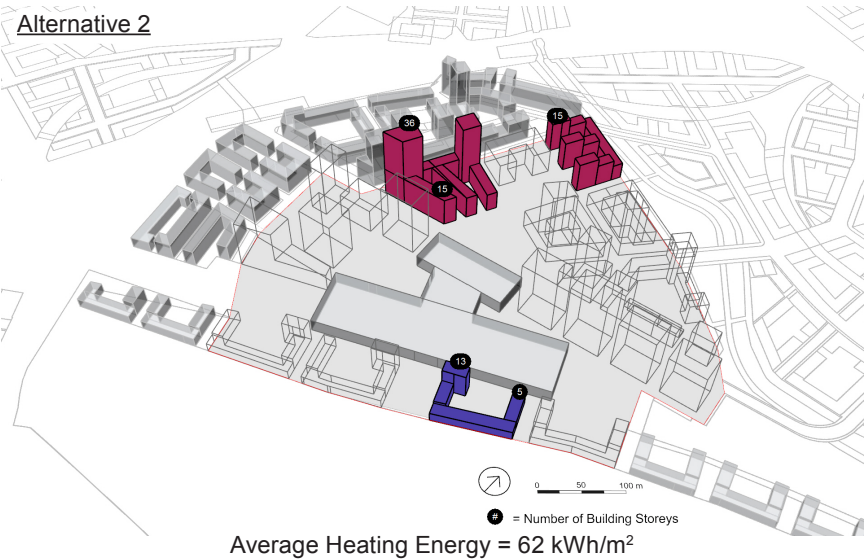 Alternative 2
36
15
15
13
5
0 50 100 m
# = Number of Building Storeys
Average Heating Energy = 62 kWh/m²